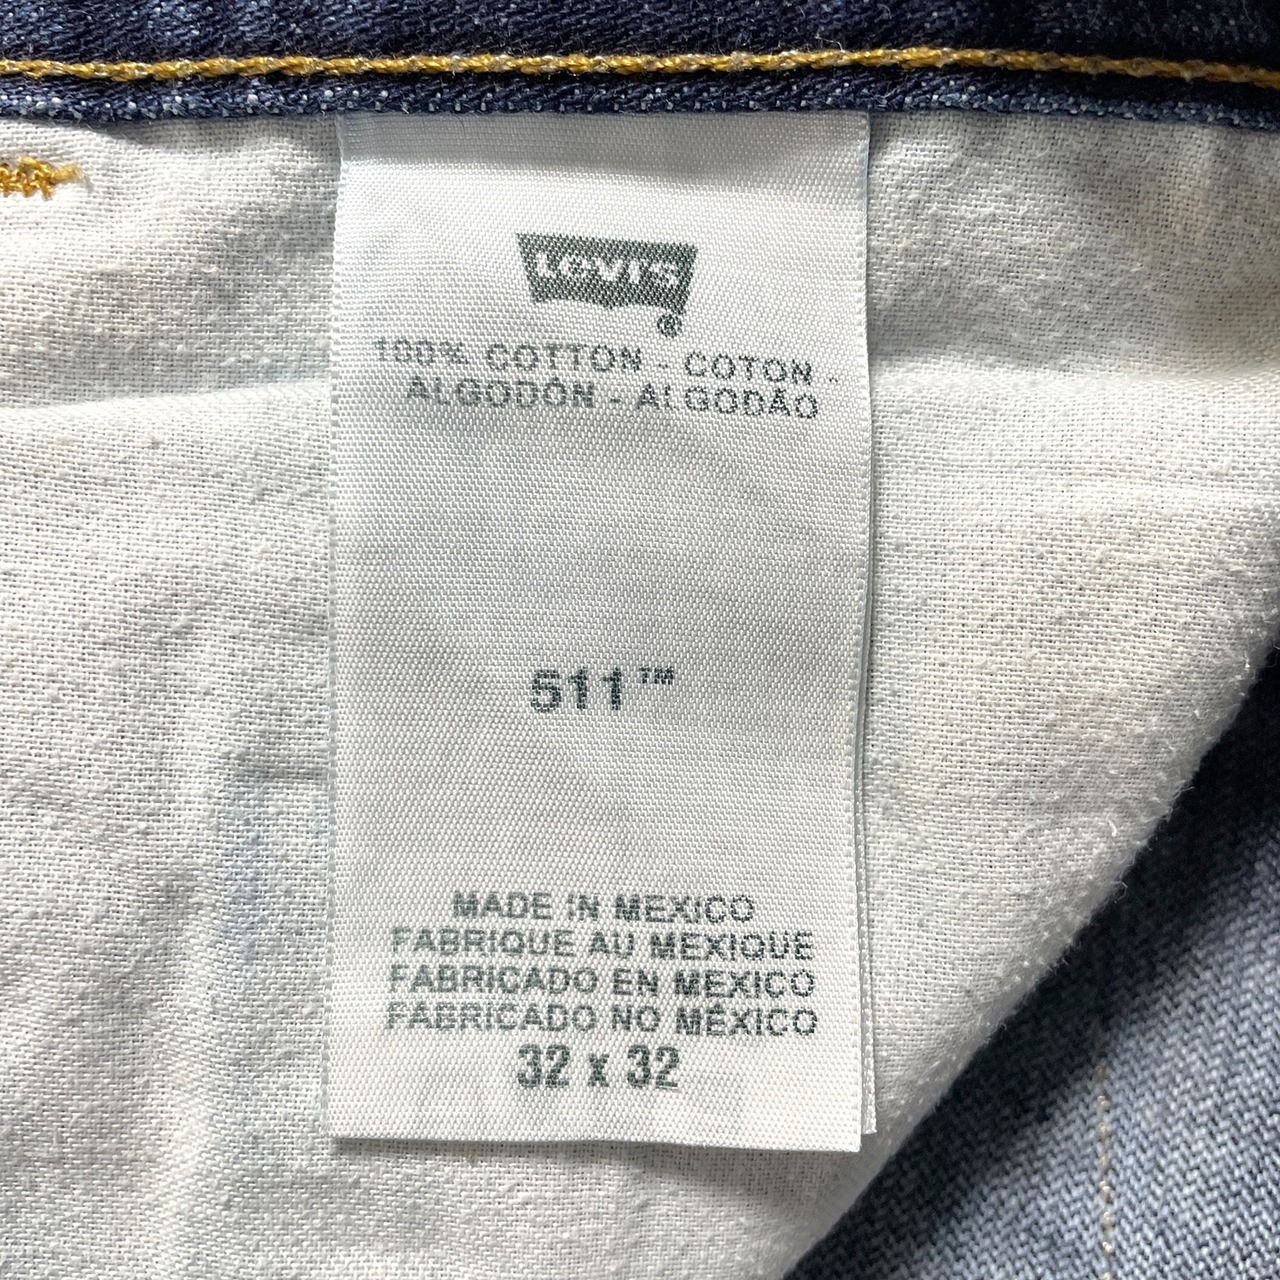 Levi's
®
100% COTTON - COTON -
ALGODÓN - ALGODÃO
511™
MADE IN MEXICO
FABRIQUE AU MEXIQUE
FABRICADO EN MEXICO
FABRICADO NO MÉXICO
32 x 32